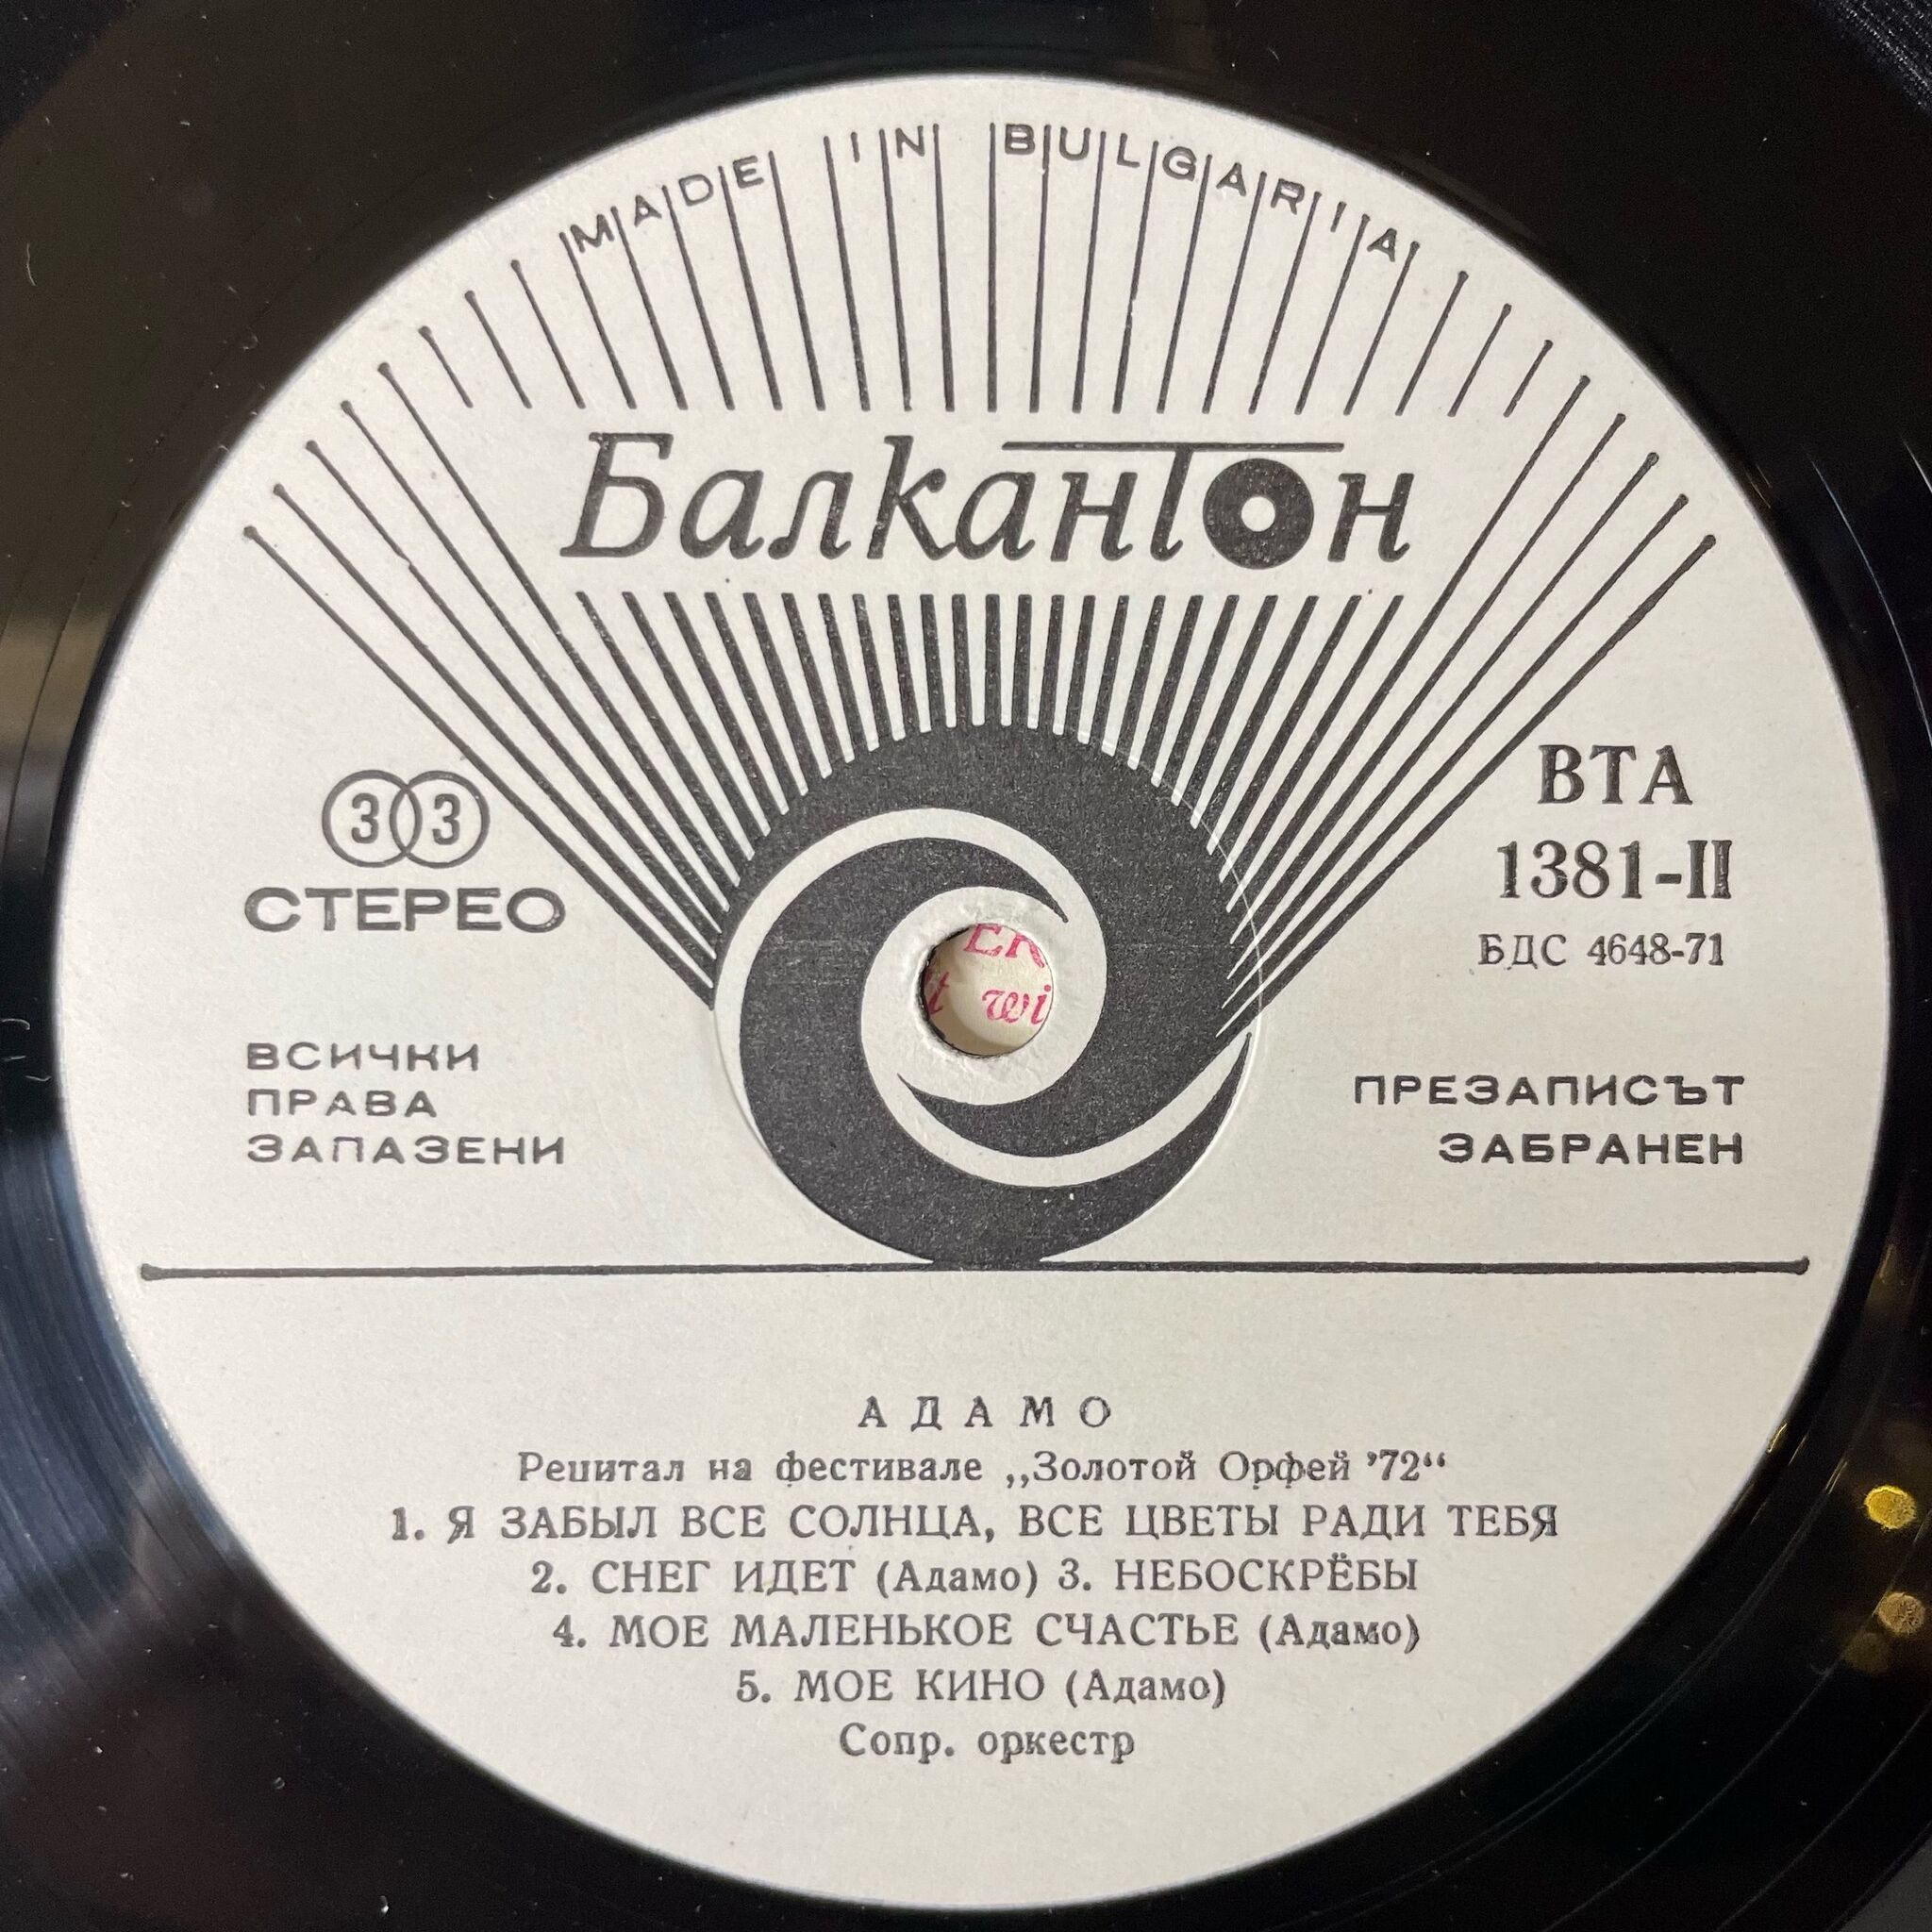 MADE IN BULGARIA
Балкантон
33
СТЕРЕО
ВТА
1381-II
БДС 4648-71
ВСИЧКИ
ПРАВА
ЗАПАЗЕНИ
ПРЕЗАПИСЪТ
ЗАБРАНЕН
wi
АДАМО
Рецитал на фестивале „Золотой Орфей ’72“
1. Я ЗАБЫЛ ВСЕ СОЛНЦА, ВСЕ ЦВЕТЫ РАДИ ТЕБЯ
2. СНЕГ ИДЕТ (Адамо) 3. НЕБОСКРЁБЫ
4. МОЕ МАЛЕНЬКОЕ СЧАСТЬЕ (Адамо)
5. МОЕ КИНО (Адамо)
Сопр. оркестр